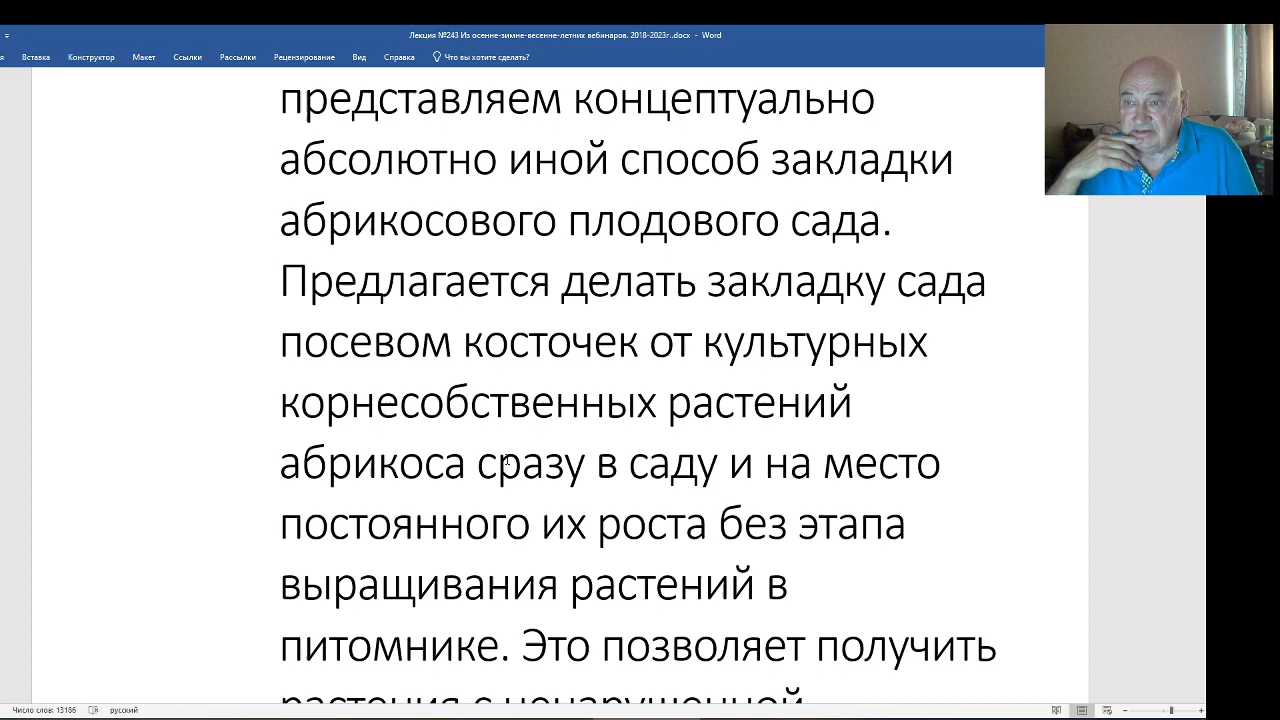 Лекция №243 Из осенне-зимне-весенне-летних вебинаров. 2018-2023г..docx - Word
Вставка Конструктор Макет Ссылки Рассылки Рецензирование Вид Справка Что вы хотите сделать?
представляем концептуально
абсолютно иной способ закладки
абрикосового плодового сада.
Предлагается делать закладку сада
посевом косточек от культурных
корнесобственных растений
абрикоса сразу в саду и на место
постоянного их роста без этапа
выращивания растений в
питомнике. Это позволяет получить
растения с ненарушенной
Число слов: 13186 русский